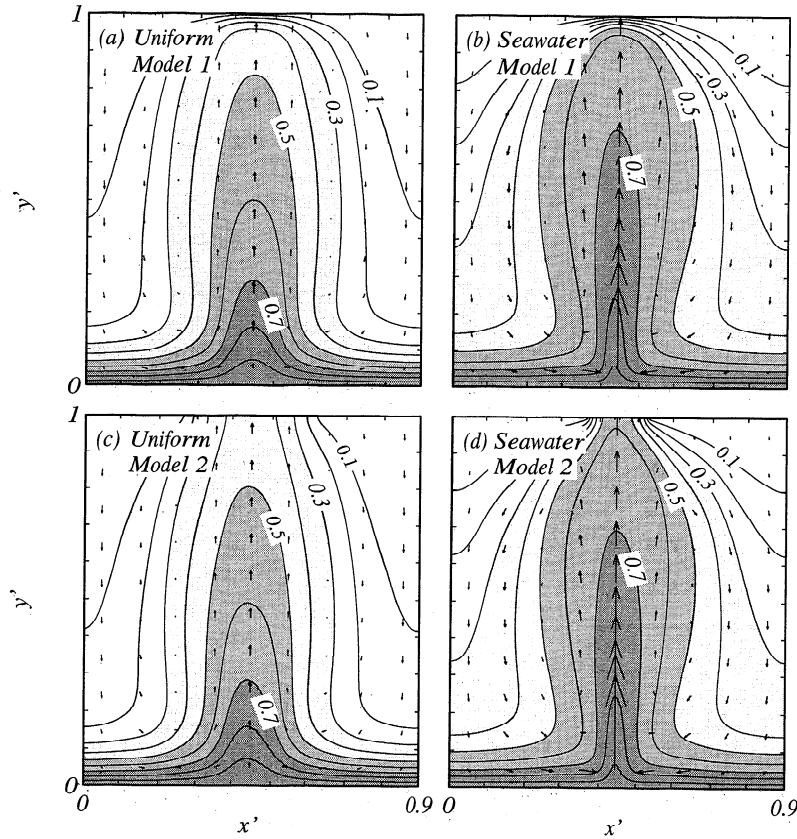 1
(a) Uniform
Model 1
0.1
0.3
0.5
0.7
y'
0
(b) Seawater
Model 1
0.1
0.3
0.5
0.7
1
(c) Uniform
Model 2
0.1
0.3
0.5
0.7
y'
0
0
0.9
x'
(d) Seawater
Model 2
0.1
0.3
0.5
0.7
0
0.9
x'